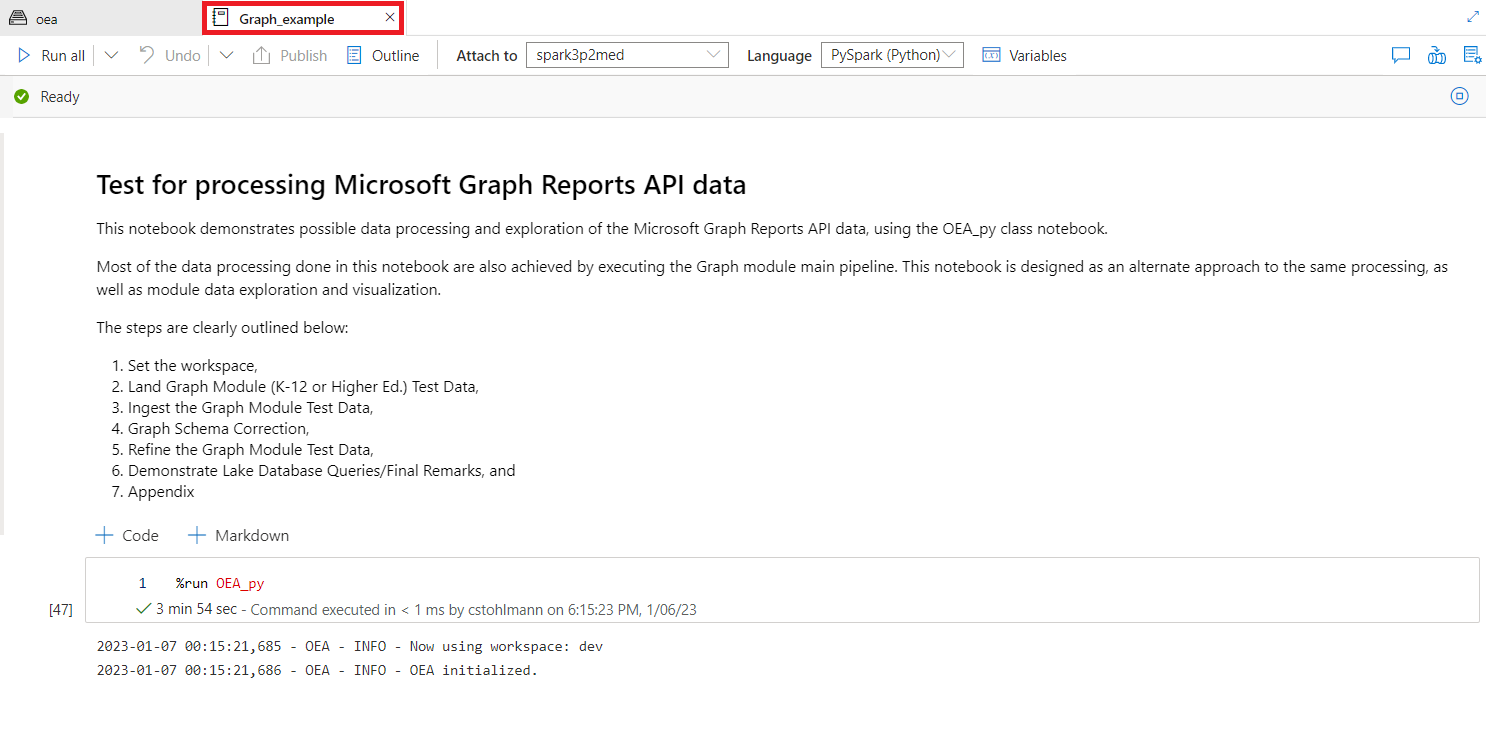 oea
Graph_example
Run all
Undo
Publish
Outline
Attach to
spark3p2med
Language
PySpark (Python)
Variables
Ready
Test for processing Microsoft Graph Reports API data
This notebook demonstrates possible data processing and exploration of the Microsoft Graph Reports API data, using the OEA_py class notebook.
Most of the data processing done in this notebook are also achieved by executing the Graph module main pipeline. This notebook is designed as an alternate approach to the same processing, as
well as module data exploration and visualization.
The steps are clearly outlined below:
1. Set the workspace,
2. Land Graph Module (K-12 or Higher Ed.) Test Data,
3. Ingest the Graph Module Test Data,
4. Graph Schema Correction,
5. Refine the Graph Module Test Data,
6. Demonstrate Lake Database Queries/Final Remarks, and
7. Appendix
Code
Markdown
1 %run OEA_py
[47]
3 min 54 sec - Command executed in < 1 ms by cstohlmann on 6:15:23 PM, 1/06/23
2023-01-07 00:15:21,685 - OEA - INFO - Now using workspace: dev
2023-01-07 00:15:21,686 - OEA - INFO - OEA initialized.